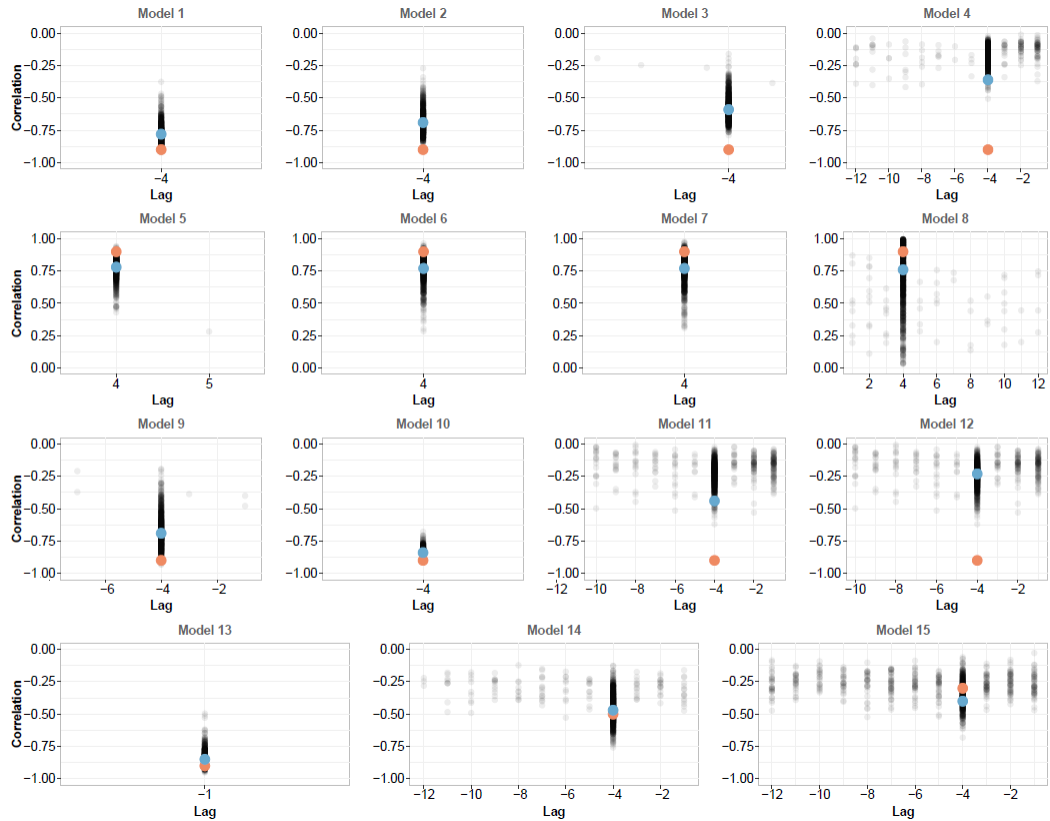 Model 1 Model 2 Model 3 Model 4
0.00 0.00 0.00 0.00
−0.25 −0.25 −0.25 −0.25
−0.50 −0.50 −0.50 −0.50
−0.75 −0.75 −0.75 −0.75
−1.00 −1.00 −1.00 −1.00
Correlation
−4 −4 −4 −12 −10 −8 −6 −4 −2
Lag Lag Lag Lag
Model 5 Model 6 Model 7 Model 8
1.00 1.00 1.00 1.00
0.75 0.75 0.75 0.75
0.50 0.50 0.50 0.50
0.25 0.25 0.25 0.25
0.00 0.00 0.00 0.00
Correlation
4 5 4 4 2 4 6 8 10 12
Lag Lag Lag Lag
Model 9 Model 10 Model 11 Model 12
0.00 0.00 0.00 0.00
−0.25 −0.25 −0.25 −0.25
−0.50 −0.50 −0.50 −0.50
−0.75 −0.75 −0.75 −0.75
−1.00 −1.00 −1.00 −1.00
Correlation
−6 −4 −2 −4 −12 −10 −8 −6 −4 −2 −10 −8 −6 −4 −2
Lag Lag Lag Lag
Model 13 Model 14 Model 15
0.00 0.00 0.00
−0.25 −0.25 −0.25
−0.50 −0.50 −0.50
−0.75 −0.75 −0.75
−1.00 −1.00 −1.00
Correlation
−1 −12 −10 −8 −6 −4 −2 −12 −10 −8 −6 −4 −2
Lag Lag Lag